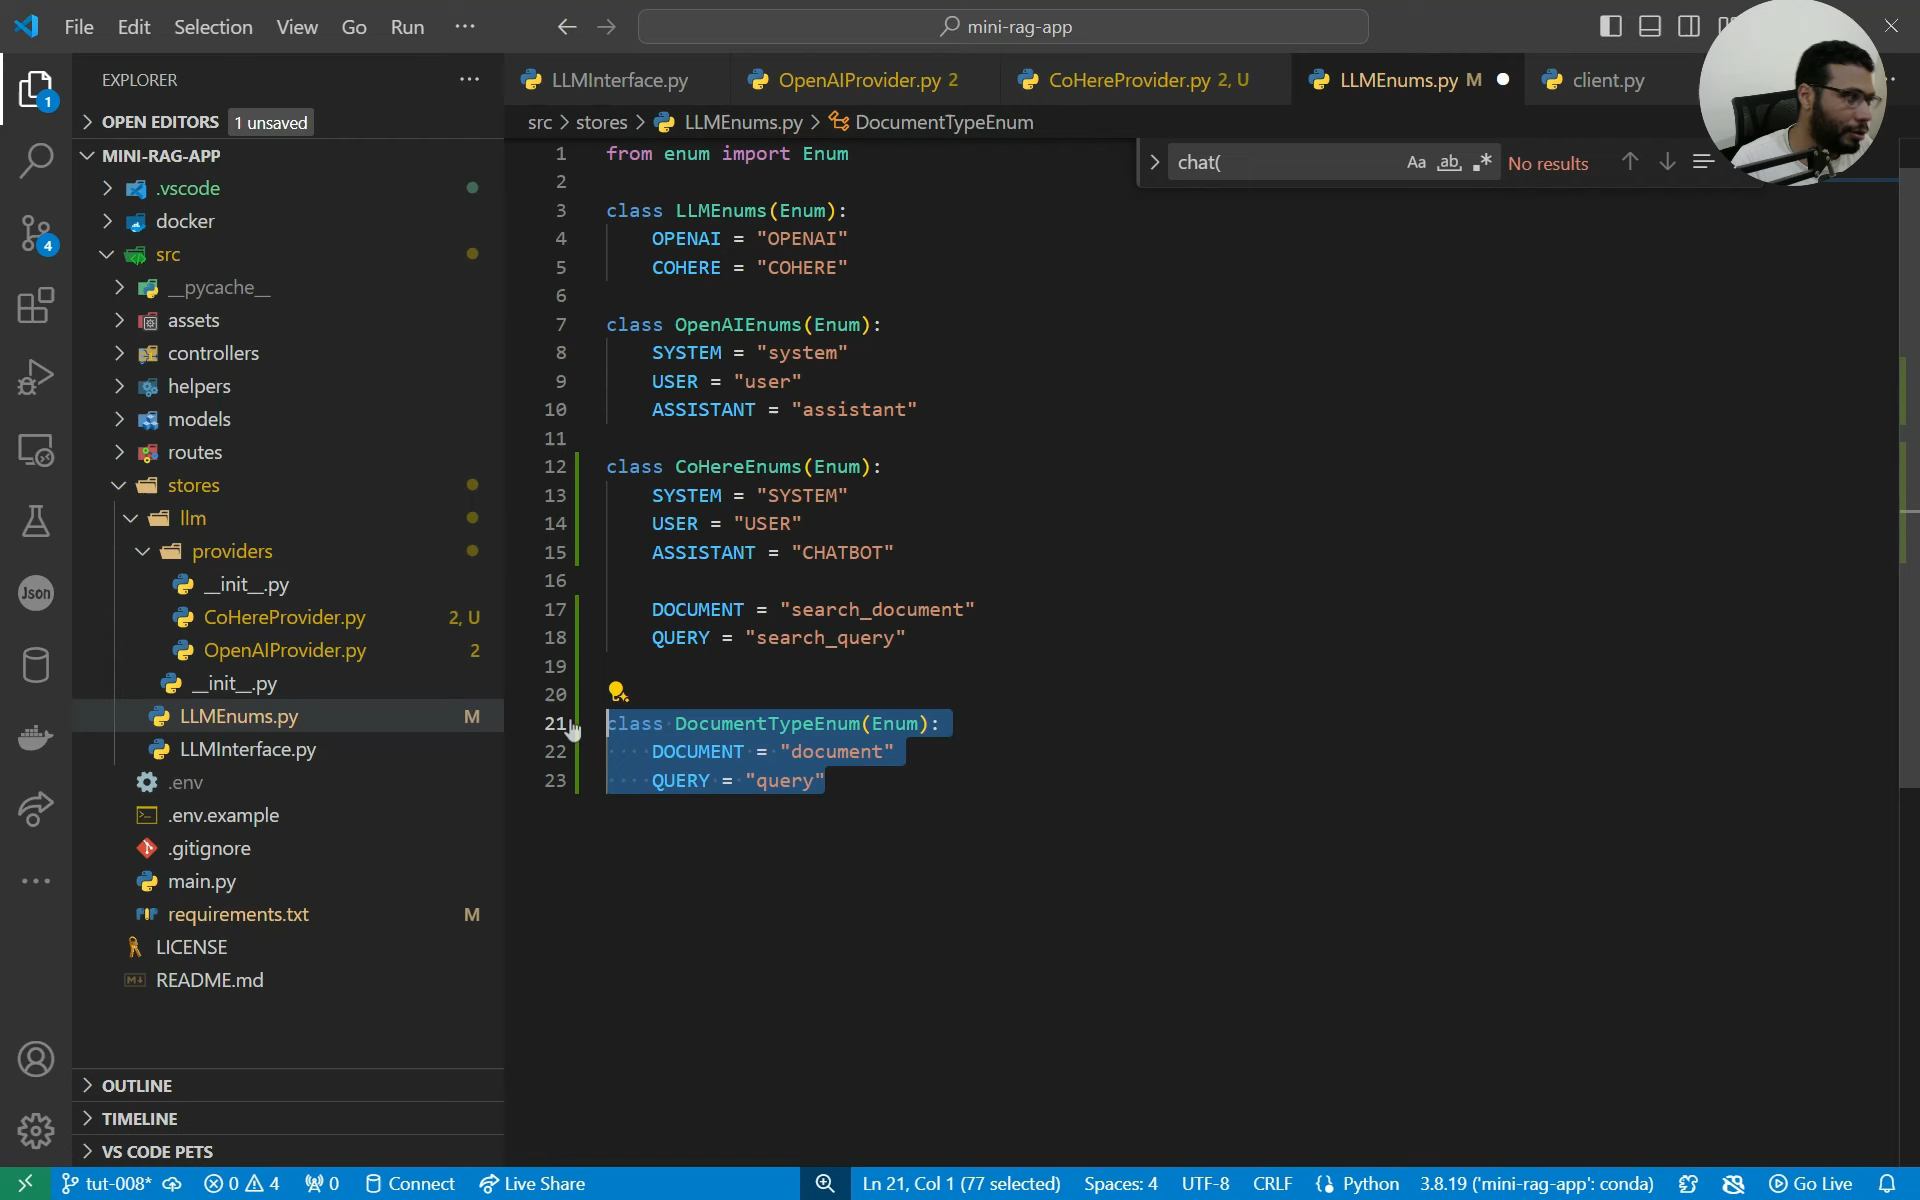 File Edit Selection View Go Run ···
mini-rag-app
EXPLORER ···
OPEN EDITORS 1 unsaved
MINI-RAG-APP
.vscode
docker
src
__pycache__
assets
controllers
helpers
models
routes
stores
llm
providers
__init__.py
CoHereProvider.py 2, U
OpenAIProvider.py 2
__init__.py
LLMEnums.py M
LLMInterface.py
.env
.env.example
.gitignore
main.py
requirements.txt M
LICENSE
README.md
OUTLINE
TIMELINE
VS CODE PETS
1
4
Json
LLMInterface.py OpenAIProvider.py 2 CoHereProvider.py 2, U LLMEnums.py M client.py
src > stores > LLMEnums.py > DocumentTypeEnum
chat( Aa ab .* No results
1 from enum import Enum
2
3 class LLMEnums(Enum):
4 OPENAI = "OPENAI"
5 COHERE = "COHERE"
6
7 class OpenAIEnums(Enum):
8 SYSTEM = "system"
9 USER = "user"
10 ASSISTANT = "assistant"
11
12 class CoHereEnums(Enum):
13 SYSTEM = "SYSTEM"
14 USER = "USER"
15 ASSISTANT = "CHATBOT"
16
17 DOCUMENT = "search_document"
18 QUERY = "search_query"
19
20
21 class DocumentTypeEnum(Enum):
22 DOCUMENT = "document"
23 QUERY = "query"
tut-008* 0 4 0 Connect Live Share Ln 21, Col 1 (77 selected) Spaces: 4 UTF-8 CRLF Python 3.8.19 ('mini-rag-app': conda) Go Live